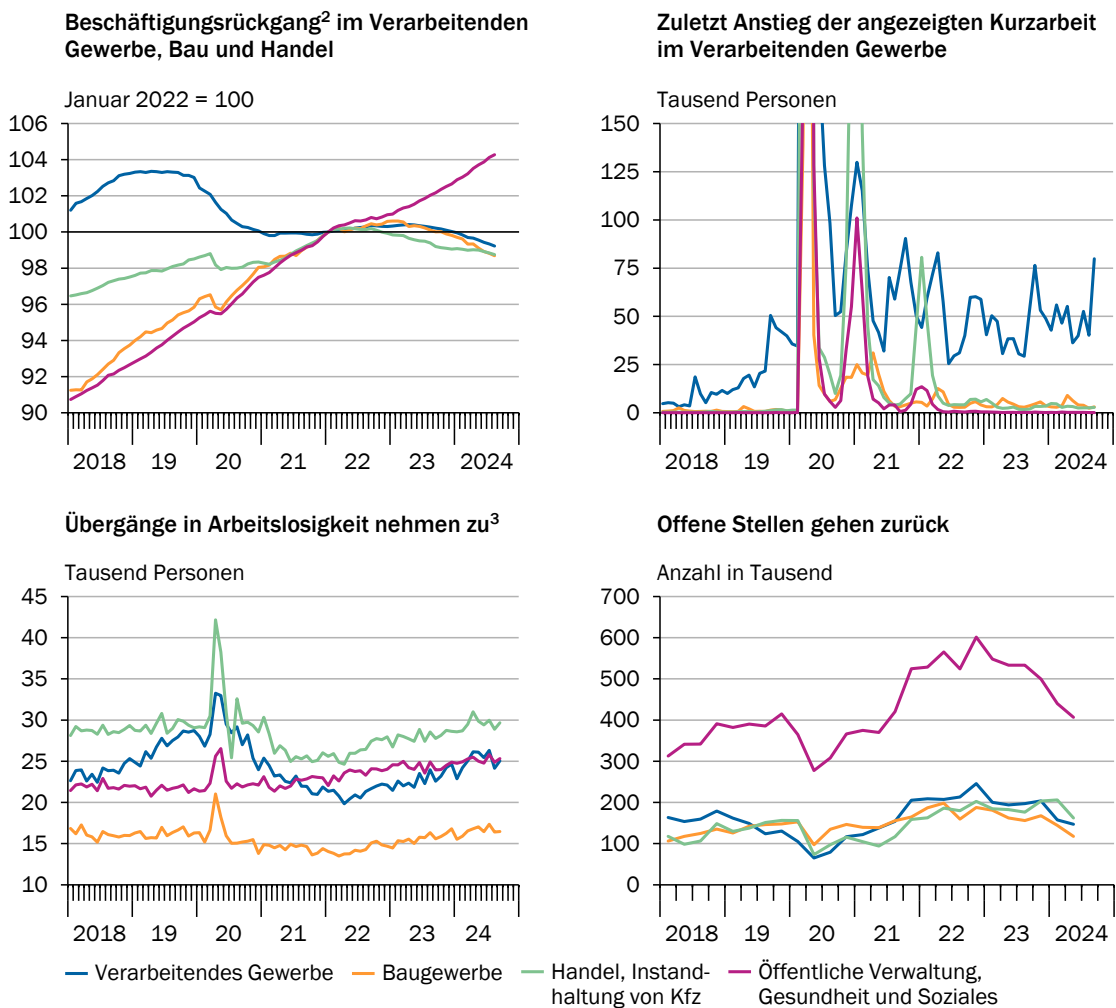 Beschäftigungsrückgang² im Verarbeitenden
Gewerbe, Bau und Handel
Januar 2022 = 100
106
104
102
100
98
96
94
92
90
2018 19 20 21 22 23 2024
Zuletzt Anstieg der angezeigten Kurzarbeit
im Verarbeitenden Gewerbe
Tausend Personen
150
125
100
75
50
25
0
2018 19 20 21 22 23 2024
Übergänge in Arbeitslosigkeit nehmen zu³
Tausend Personen
45
40
35
30
25
20
15
10
2018 19 20 21 22 23 24
Offene Stellen gehen zurück
Anzahl in Tausend
700
600
500
400
300
200
100
0
2018 19 20 21 22 23 2024
Verarbeitendes Gewerbe
Baugewerbe
Handel, Instand-
haltung von Kfz
Öffentliche Verwaltung,
Gesundheit und Soziales